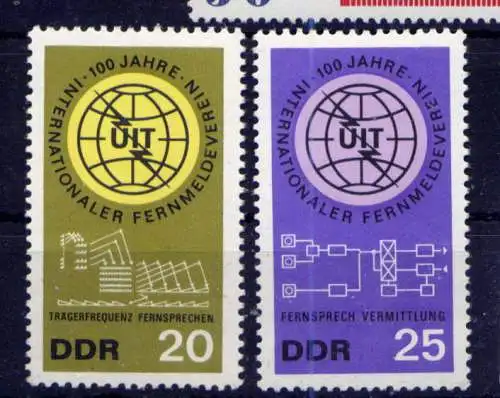 · 100 JAHRE · INTERNATIONALER FERNMELDEVEREIN
UIT
TRÄGERFREQUENZ FERNSPRECHEN
DDR 20
· 100 JAHRE · INTERNATIONALER FERNMELDEVEREIN
UIT
FERNSPRECH VERMITTLUNG
DDR 25